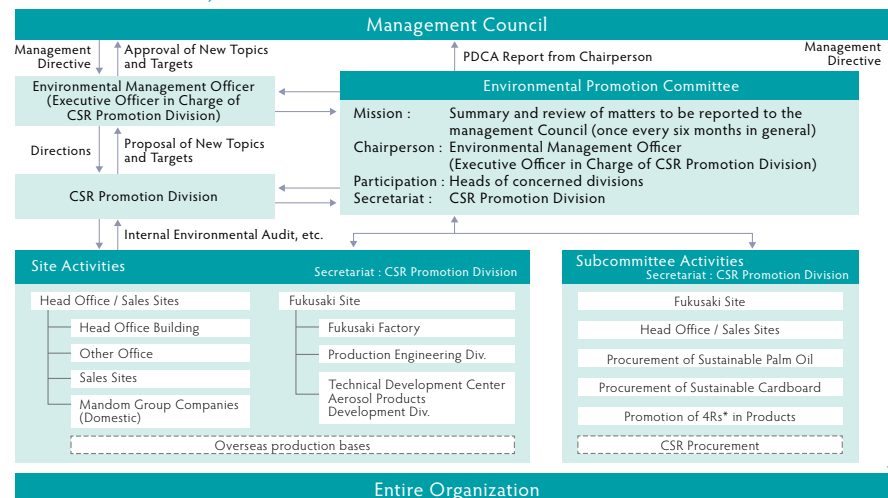 Management Council
Management
Directive
Approval of New Topics
and Targets
PDCA Report from Chairperson
Management
Directive
Environmental Management Officer
(Executive Officer in Charge of
CSR Promotion Division)
Environmental Promotion Committee
Mission : Summary and review of matters to be reported to the
management Council (once every six months in general)
Chairperson : Environmental Management Officer
(Executive Officer in Charge of CSR Promotion Division)
Participation : Heads of concerned divisions
Secretariat : CSR Promotion Division
Directions
Proposal of New Topics
and Targets
CSR Promotion Division
Internal Environmental Audit, etc.
Site Activities
Secretariat : CSR Promotion Division
Head Office / Sales Sites
Head Office Building
Other Office
Sales Sites
Mandom Group Companies
(Domestic)
Fukusaki Site
Fukusaki Factory
Production Engineering Div.
Technical Development Center
Aerosol Products
Development Div.
Overseas production bases
Subcommittee Activities
Secretariat : CSR Promotion Division
Fukusaki Site
Head Office / Sales Sites
Procurement of Sustainable Palm Oil
Procurement of Sustainable Cardboard
Promotion of 4Rs* in Products
CSR Procurement
Entire Organization